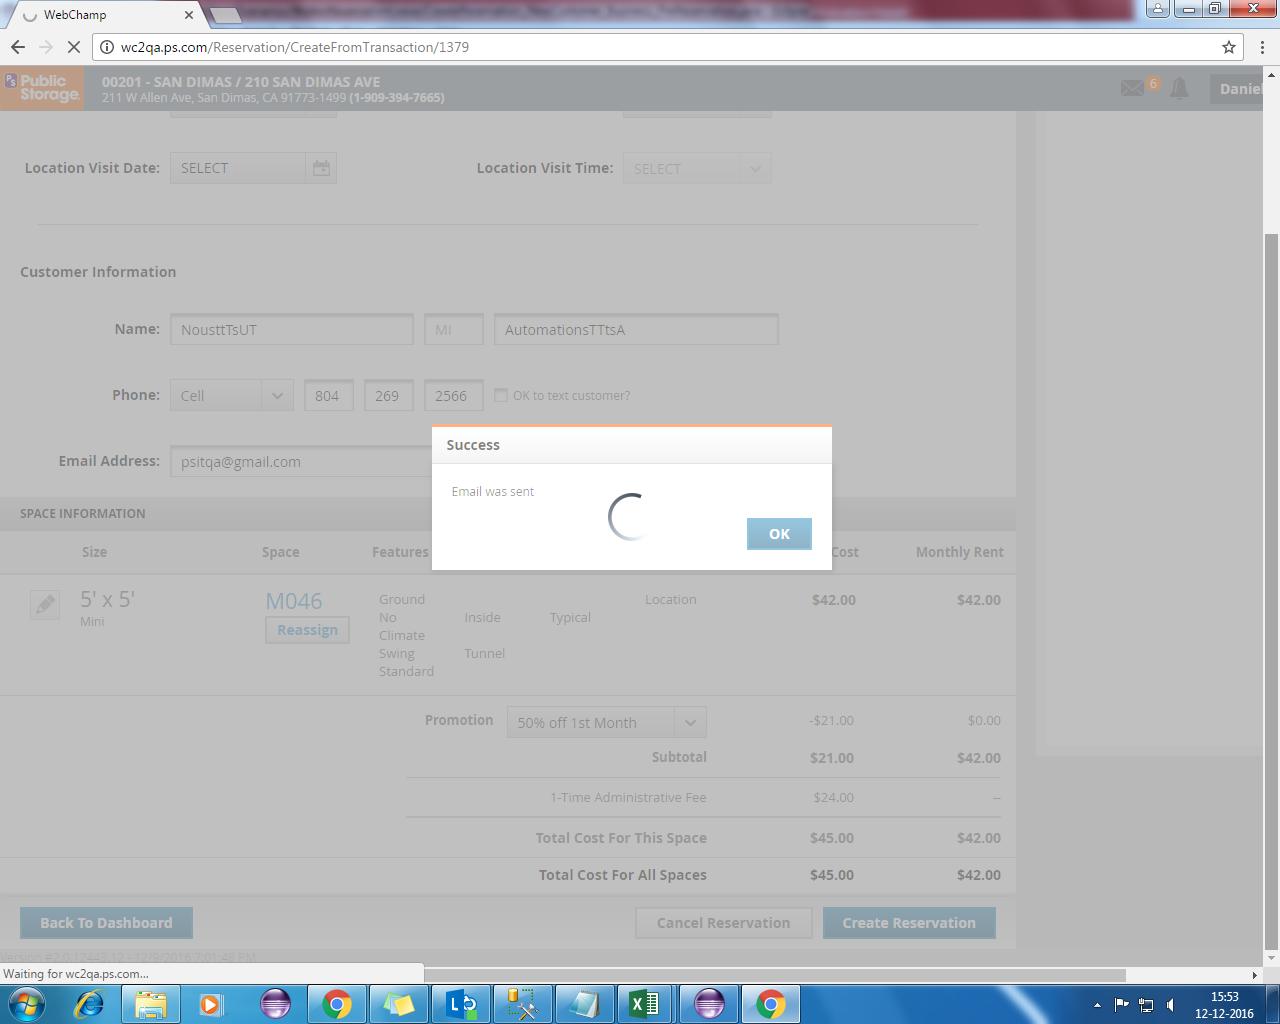 WebChamp
wc2qa.ps.com/Reservation/CreateFromTransaction/1379
PS Public Storage.
00201 - SAN DIMAS / 210 SAN DIMAS AVE
211 W Allen Ave, San Dimas, CA 91773-1499 (1-909-394-7665)
6
Daniel
Location Visit Date: SELECT
Location Visit Time: SELECT
Customer Information
Name: NousttTsUT MI AutomationsTTtsA
Phone: Cell 804 269 2566 OK to text customer?
Email Address: psitqa@gmail.com
Success
Email was sent
OK
SPACE INFORMATION
Size Space Features Cost Monthly Rent
5' x 5' M046 Ground Location $42.00 $42.00
Mini Reassign No Inside Typical
Climate
Swing Tunnel
Standard
Promotion 50% off 1st Month -$21.00 $0.00
Subtotal $21.00 $42.00
1-Time Administrative Fee $24.00 --
Total Cost For This Space $45.00 $42.00
Total Cost For All Spaces $45.00 $42.00
Back To Dashboard Cancel Reservation Create Reservation
Version #2.0.12443.12 - 12/9/2016 7:01:48 PM
Waiting for wc2qa.ps.com...
15:53
12-12-2016